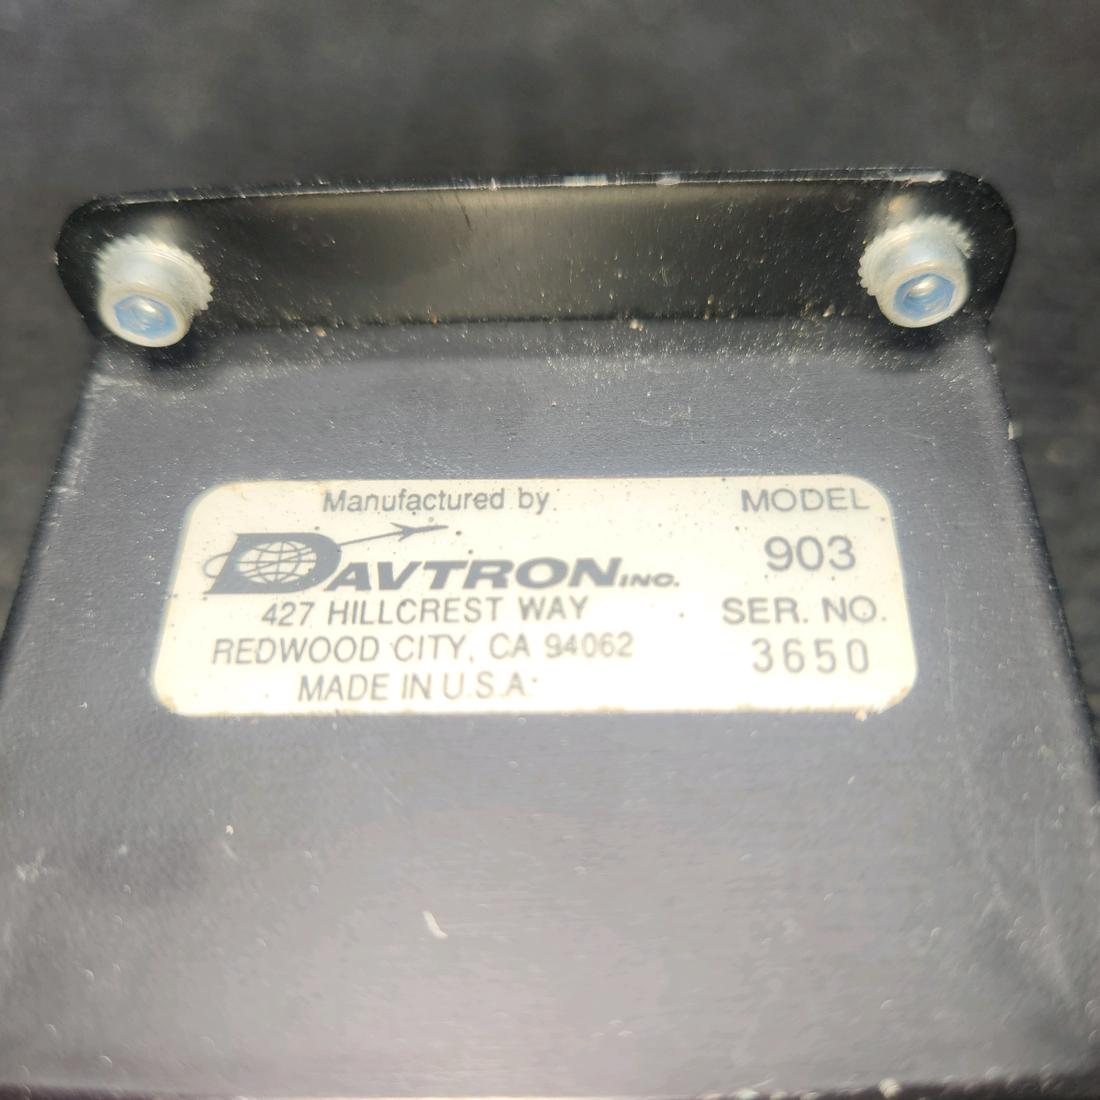 Manufactured by
DAVTRON INC.
427 HILLCREST WAY
REDWOOD CITY, CA 94062
MADE IN U.S.A.
MODEL
903
SER. NO.
3650